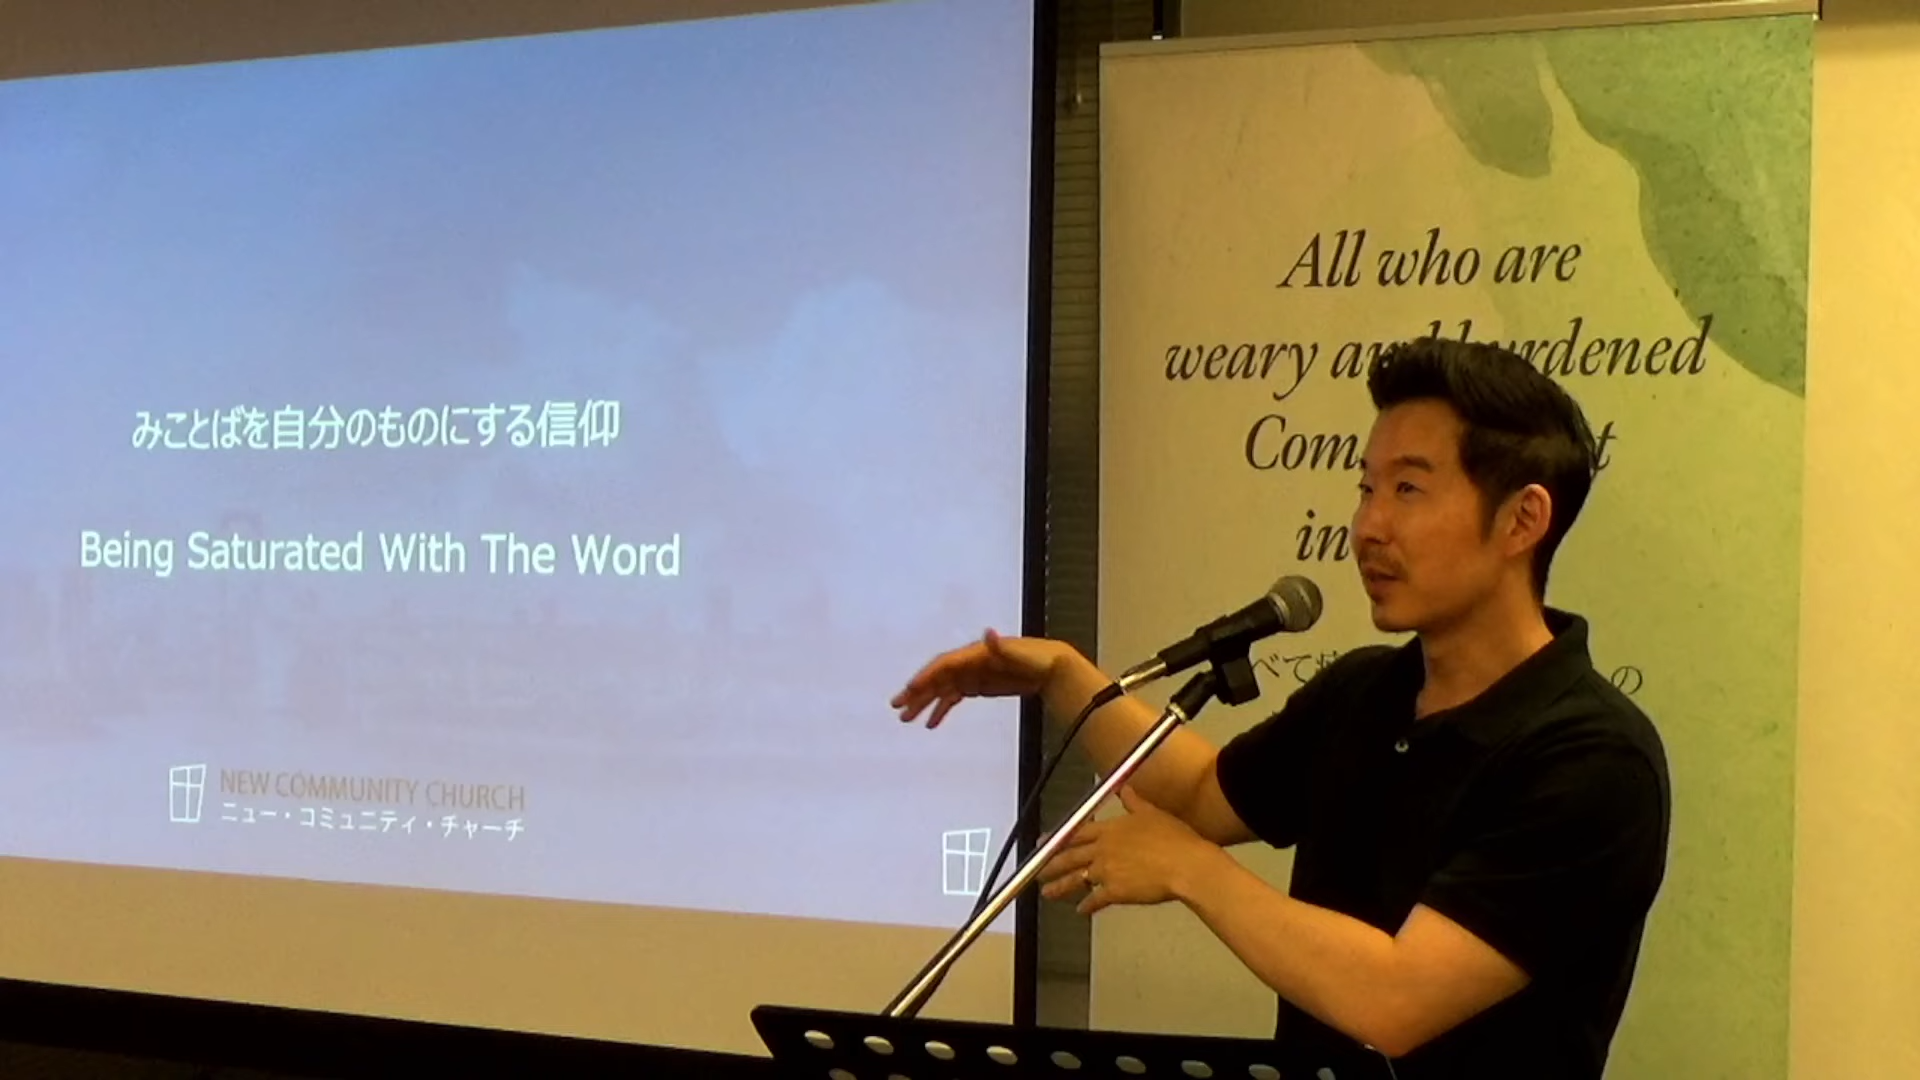 みことばを自分のものにする信仰
Being Saturated With The Word
NEW COMMUNITY CHURCH
ニュー・コミュニティ・チャーチ
All who are
weary and burdened
in
の